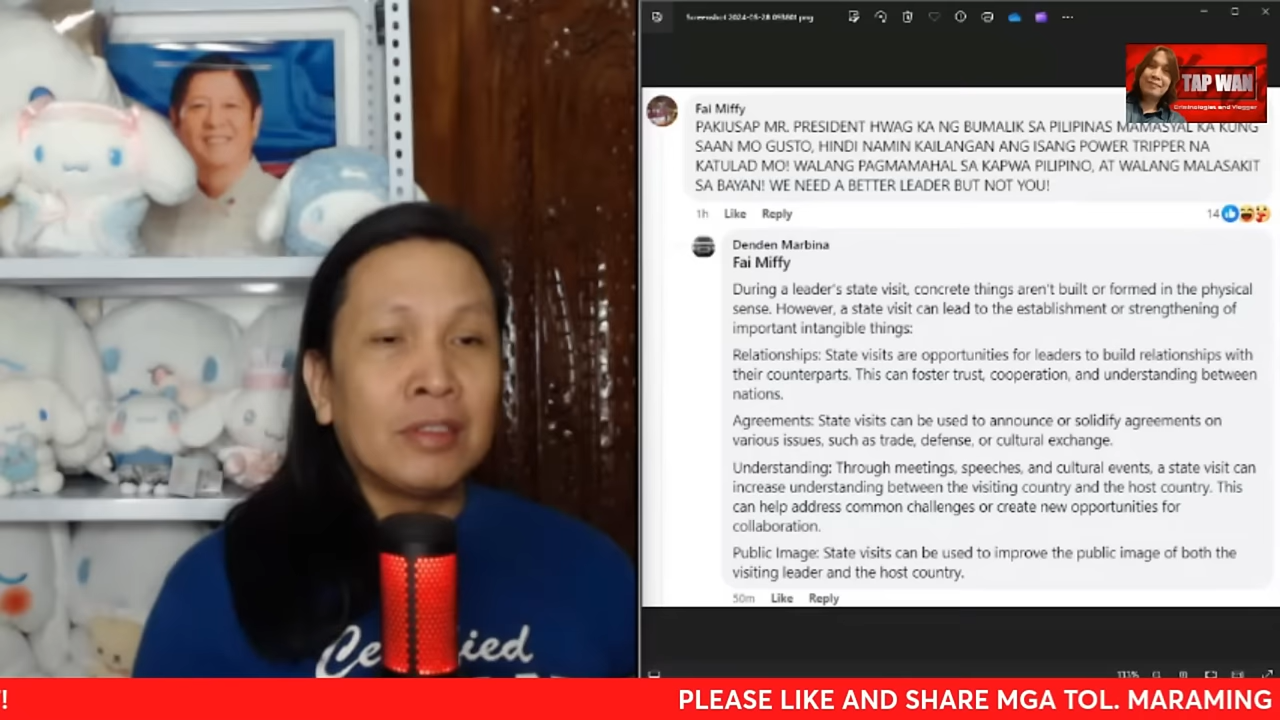 Screenshot 2024-05-28 093801.png
TAP WAN
Criminologist and Vlogger
Fai Miffy
PAKIUSAP MR. PRESIDENT HWAG KA NG BUMALIK SA PILIPINAS MAMASYAL KA KUNG
SAAN MO GUSTO, HINDI NAMIN KAILANGAN ANG ISANG POWER TRIPPER NA
KATULAD MO! WALANG PAGMAMAHAL SA KAPWA PILIPINO, AT WALANG MALASAKIT
SA BAYAN! WE NEED A BETTER LEADER BUT NOT YOU!
1h Like Reply 14
Denden Marbina
Fai Miffy
During a leader's state visit, concrete things aren't built or formed in the physical
sense. However, a state visit can lead to the establishment or strengthening of
important intangible things:
Relationships: State visits are opportunities for leaders to build relationships with
their counterparts. This can foster trust, cooperation, and understanding between
nations.
Agreements: State visits can be used to announce or solidify agreements on
various issues, such as trade, defense, or cultural exchange.
Understanding: Through meetings, speeches, and cultural events, a state visit can
increase understanding between the visiting country and the host country. This
can help address common challenges or create new opportunities for
collaboration.
Public Image: State visits can be used to improve the public image of both the
visiting leader and the host country.
50m Like Reply
!
PLEASE LIKE AND SHARE MGA TOL. MARAMING